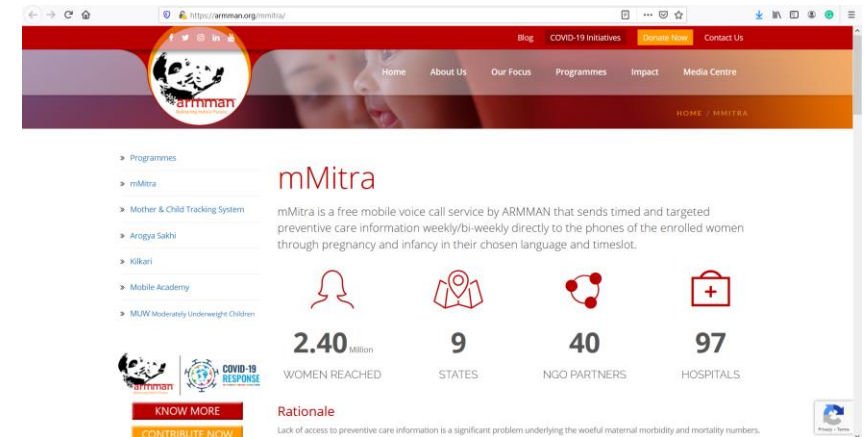 https://armman.org/mmitra/
Blog
COVID-19 Initiatives
Donate Now
Contact Us
Home
About Us
Our Focus
Programmes
Impact
Media Centre
armman
HOME / MMITRA
» Programmes
» mMitra
» Mother & Child Tracking System
» Arogya Sakhi
» Kilkari
» Mobile Academy
» MUW Moderately Underweight Children
armman
COVID-19
RESPONSE
KNOW MORE
CONTRIBUTE NOW
mMitra
mMitra is a free mobile voice call service by ARMMAN that sends timed and targeted
preventive care information weekly/bi-weekly directly to the phones of the enrolled women
through pregnancy and infancy in their chosen language and timeslot.
2.40 Million
WOMEN REACHED
9
STATES
40
NGO PARTNERS
97
HOSPITALS
Rationale
Lack of access to preventive care information is a significant problem underlying the woeful maternal morbidity and mortality numbers.
Privacy - Terms